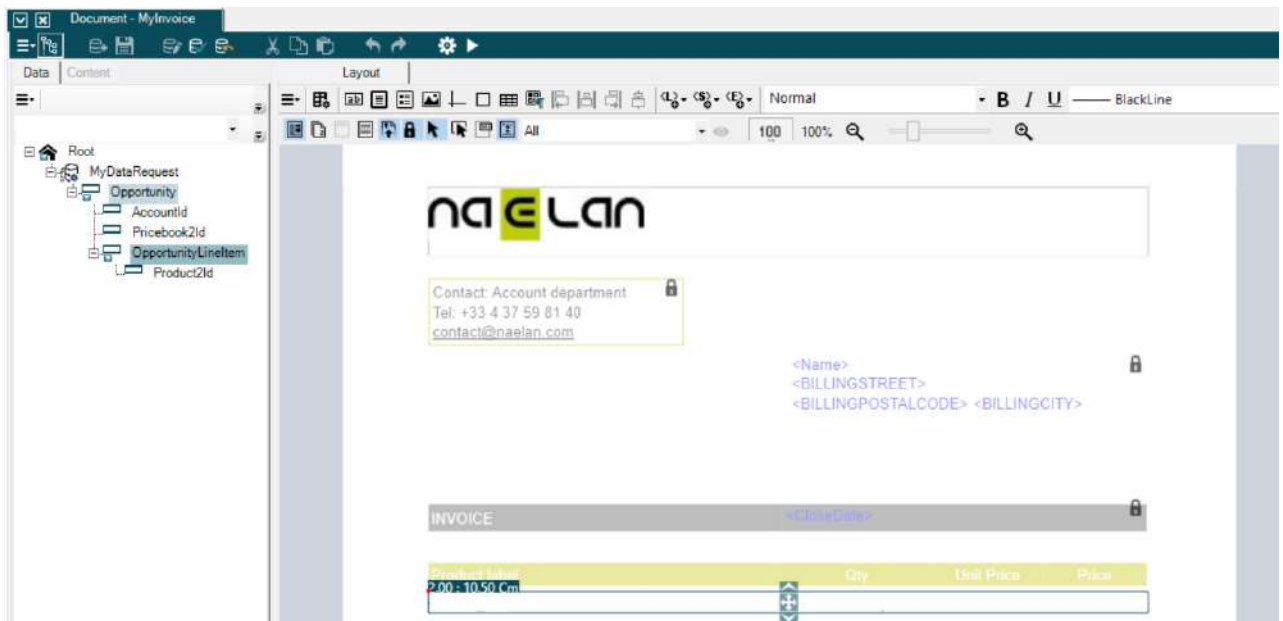 Document - MyInvoice
Data Content
Layout
Normal
B I U
BlackLine
All
100 100%
Root
MyDataRequest
Opportunity
AccountId
Pricebook2Id
OpportunityLineItem
Product2Id
naELan
Contact: Account department
Tel: +33 4 37 59 81 40
contact@naelan.com
<Name>
<BILLINGSTREET>
<BILLINGPOSTALCODE> <BILLINGCITY>
INVOICE <CloseDate>
Product label Qty Unit Price Price
2.00 - 10.50 Cm